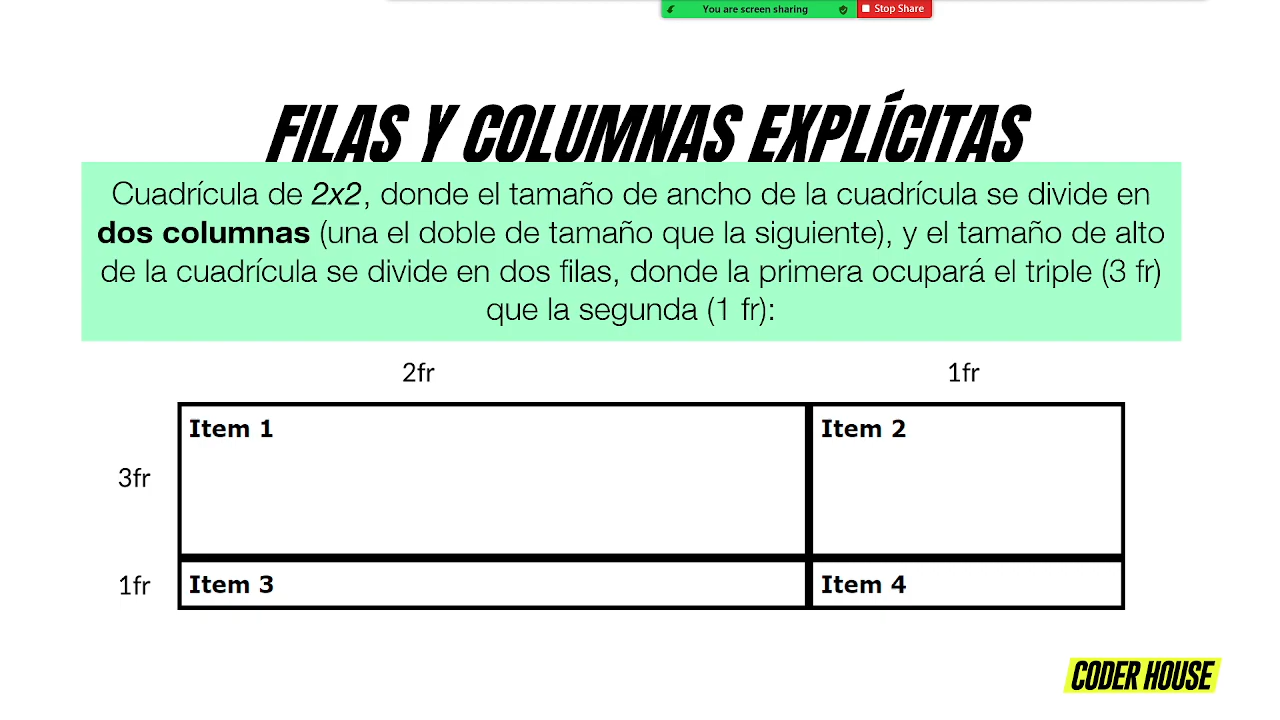 You are screen sharing
Stop Share
FILAS Y COLUMNAS EXPLÍCITAS
Cuadrícula de 2x2, donde el tamaño de ancho de la cuadrícula se divide en
dos columnas (una el doble de tamaño que la siguiente), y el tamaño de alto
de la cuadrícula se divide en dos filas, donde la primera ocupará el triple (3 fr)
que la segunda (1 fr):
2fr
1fr
3fr
Item 1
Item 2
1fr
Item 3
Item 4
CODER HOUSE